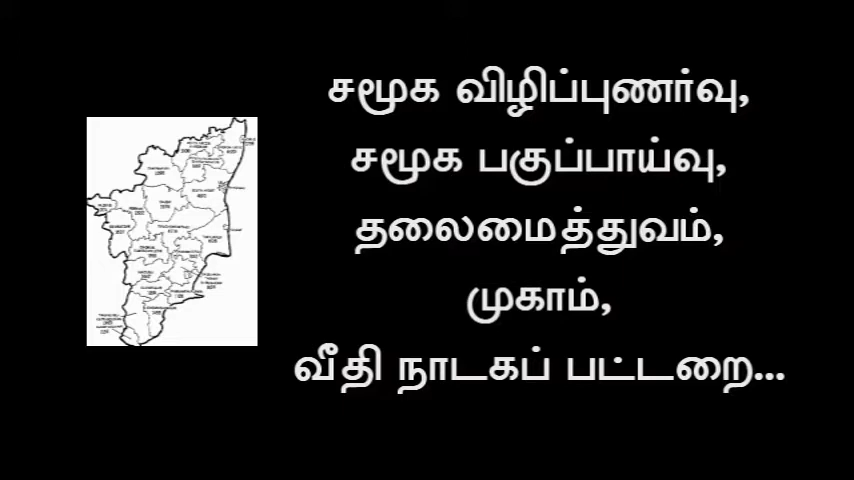 சமூக விழிப்புணர்வு,
சமூக பகுப்பாய்வு,
தலைமைத்துவம்,
முகாம்,
வீதி நாடகப் பட்டறை...